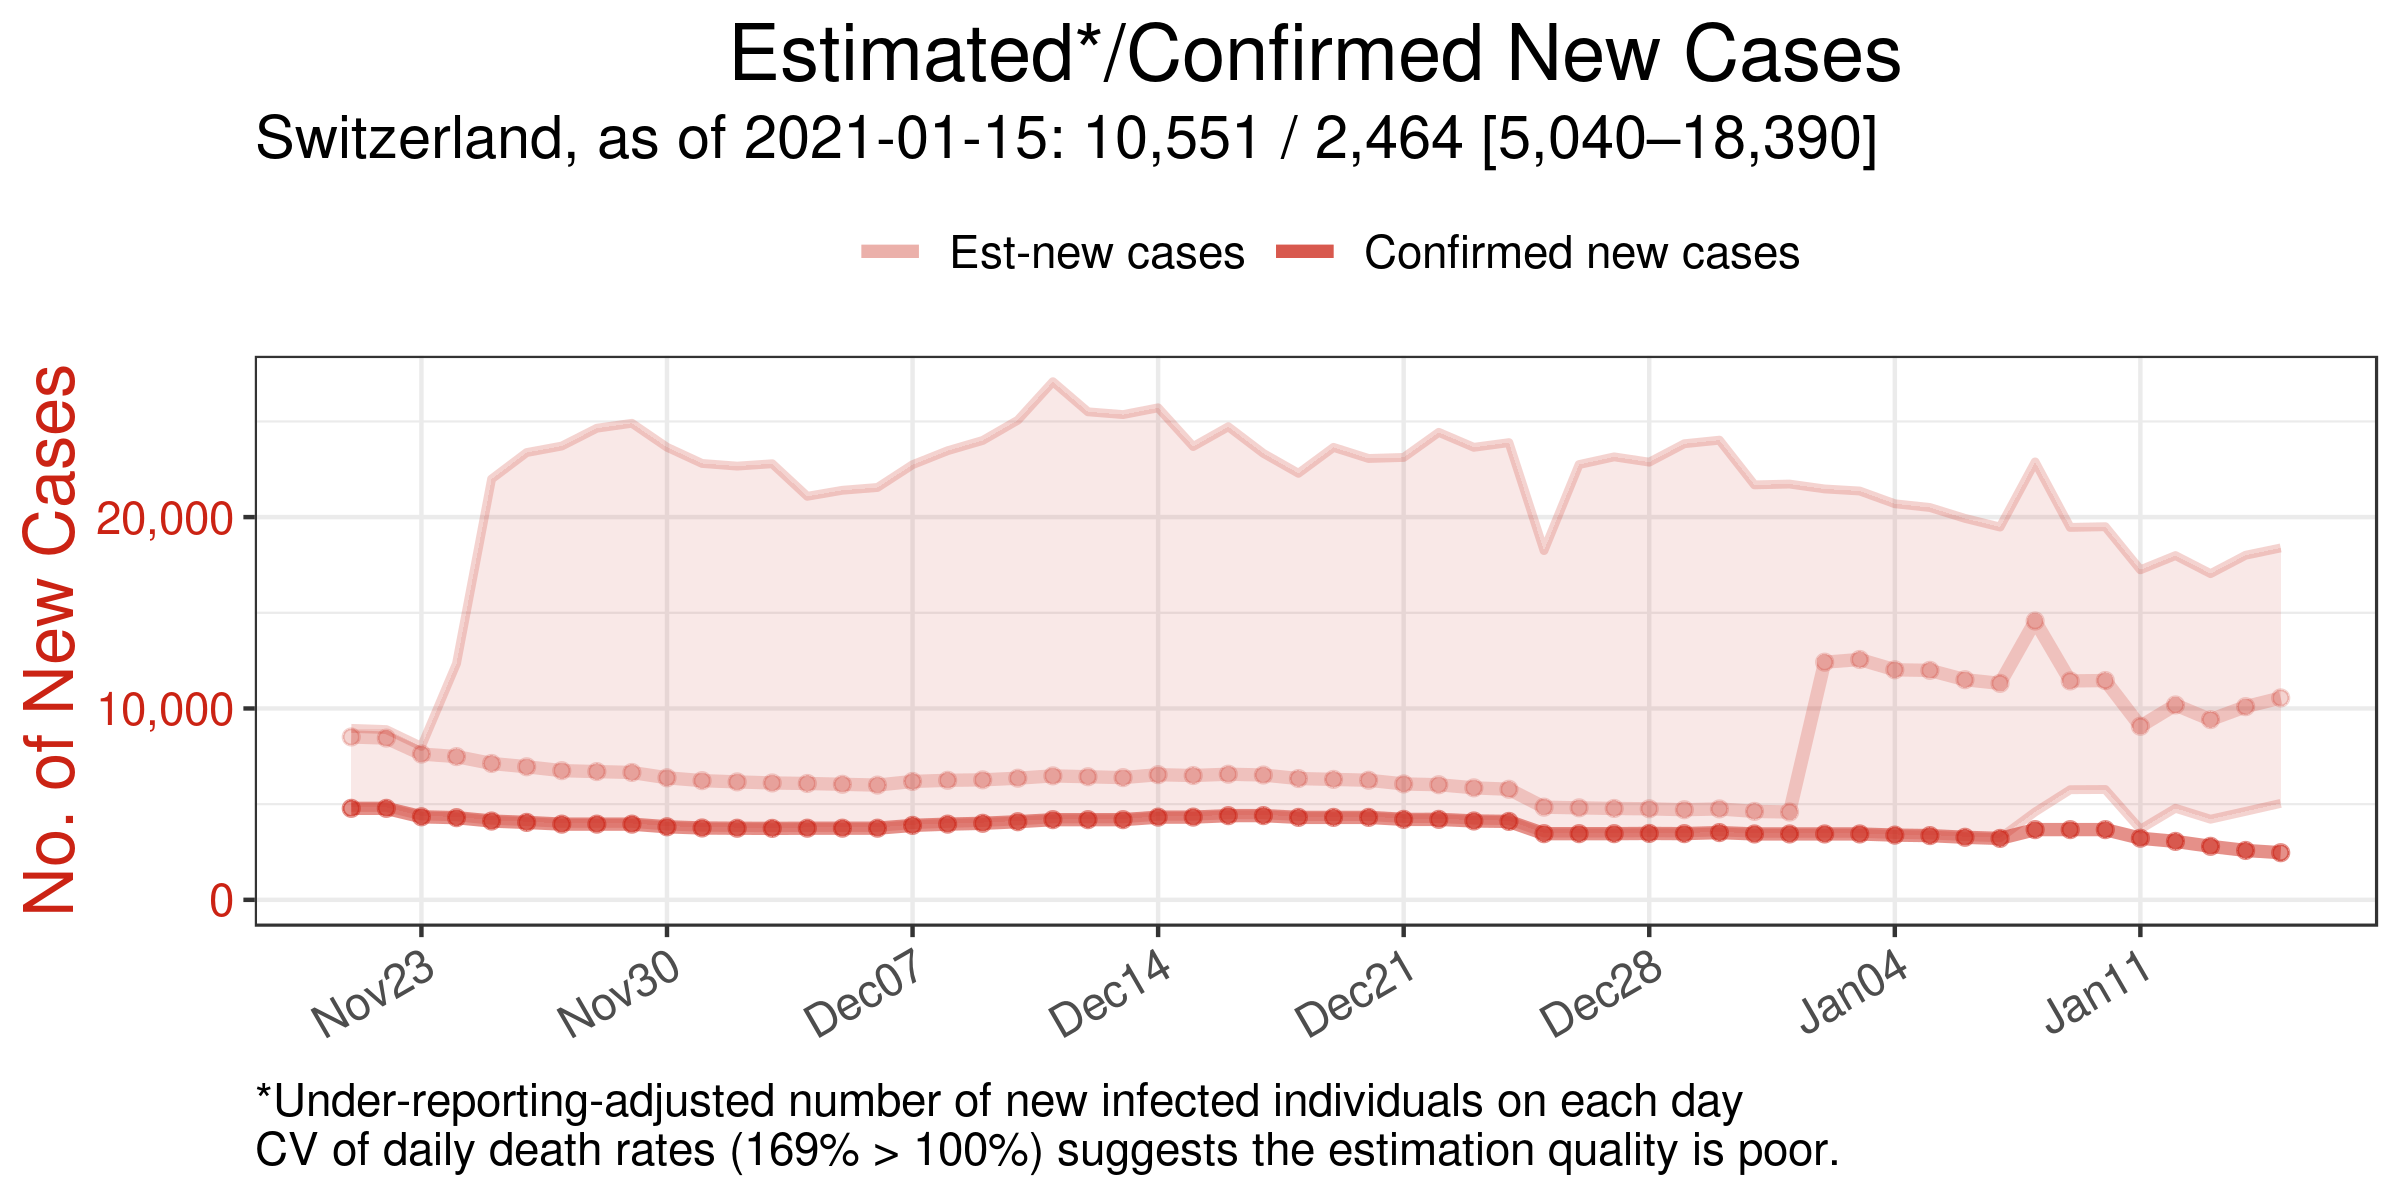 Estimated*/Confirmed New Cases
Switzerland, as of 2021-01-15: 10,551 / 2,464 [5,040–18,390]
Est-new cases
Confirmed new cases
No. of New Cases
20,000
10,000
0
Nov23
Nov30
Dec07
Dec14
Dec21
Dec28
Jan04
Jan11
*Under-reporting-adjusted number of new infected individuals on each day
CV of daily death rates (169% > 100%) suggests the estimation quality is poor.